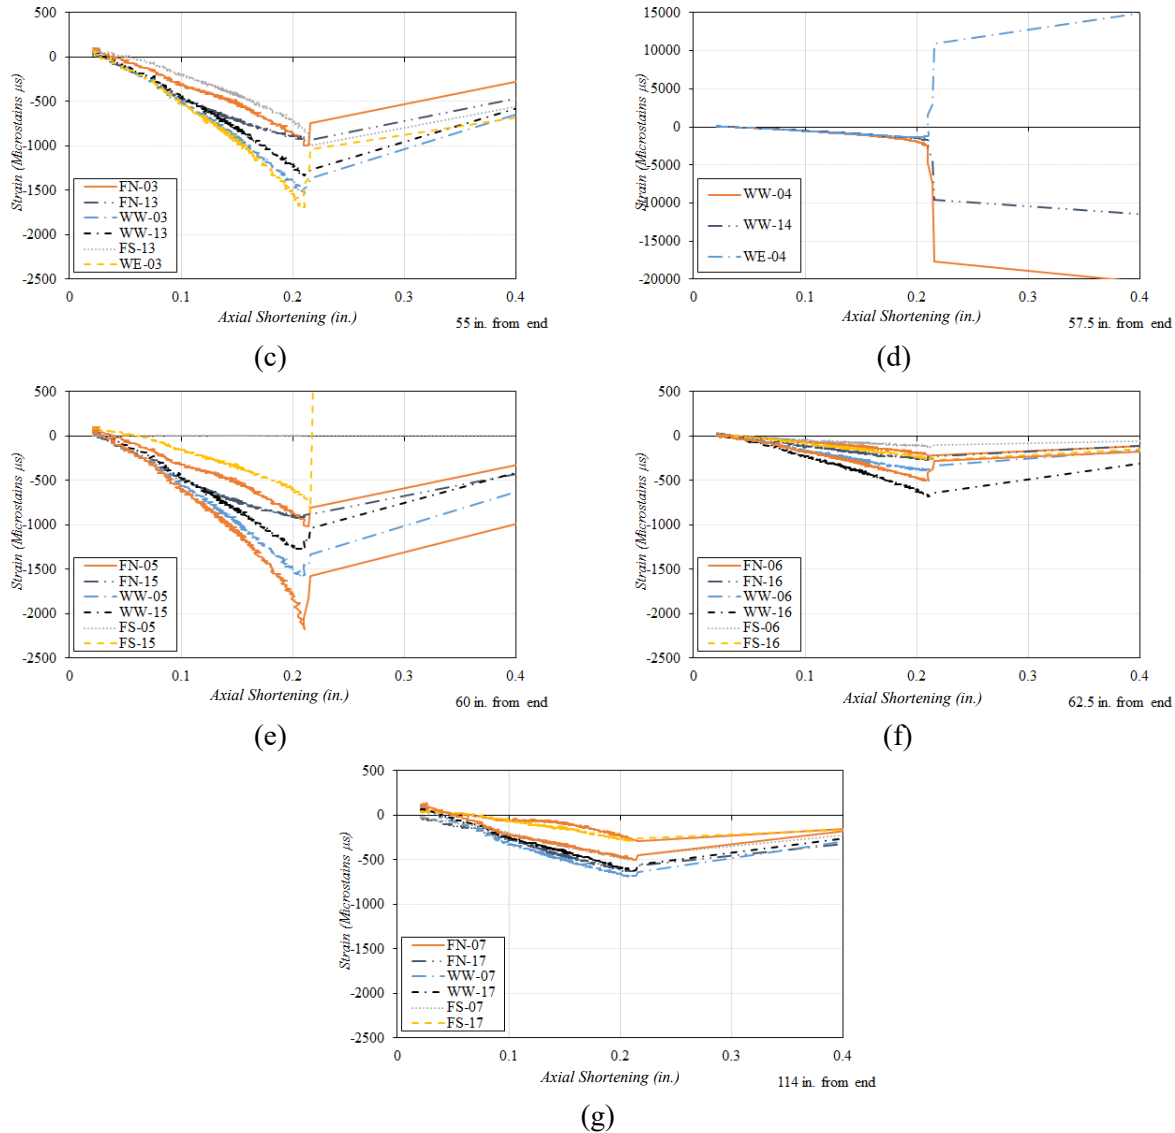 500
0
-500
-1000
-1500
-2000
-2500
Strain (Microstains µs)
FN-03
FN-13
WW-03
WW-13
FS-13
WE-03
0 0.1 0.2 0.3 0.4
Axial Shortening (in.)
55 in. from end
(c)
15000
10000
5000
0
-5000
-10000
-15000
-20000
Strain (Microstains µs)
WW-04
WW-14
WE-04
0 0.1 0.2 0.3 0.4
Axial Shortening (in.)
57.5 in. from end
(d)
500
0
-500
-1000
-1500
-2000
-2500
Strain (Microstains µs)
FN-05
FN-15
WW-05
WW-15
FS-05
FS-15
0 0.1 0.2 0.3 0.4
Axial Shortening (in.)
60 in. from end
(e)
500
0
-500
-1000
-1500
-2000
-2500
Strain (Microstains µs)
FN-06
FN-16
WW-06
WW-16
FS-06
FS-16
0 0.1 0.2 0.3 0.4
Axial Shortening (in.)
62.5 in. from end
(f)
500
0
-500
-1000
-1500
-2000
-2500
Strain (Microstains µs)
FN-07
FN-17
WW-07
WW-17
FS-07
FS-17
0 0.1 0.2 0.3 0.4
Axial Shortening (in.)
114 in. from end
(g)